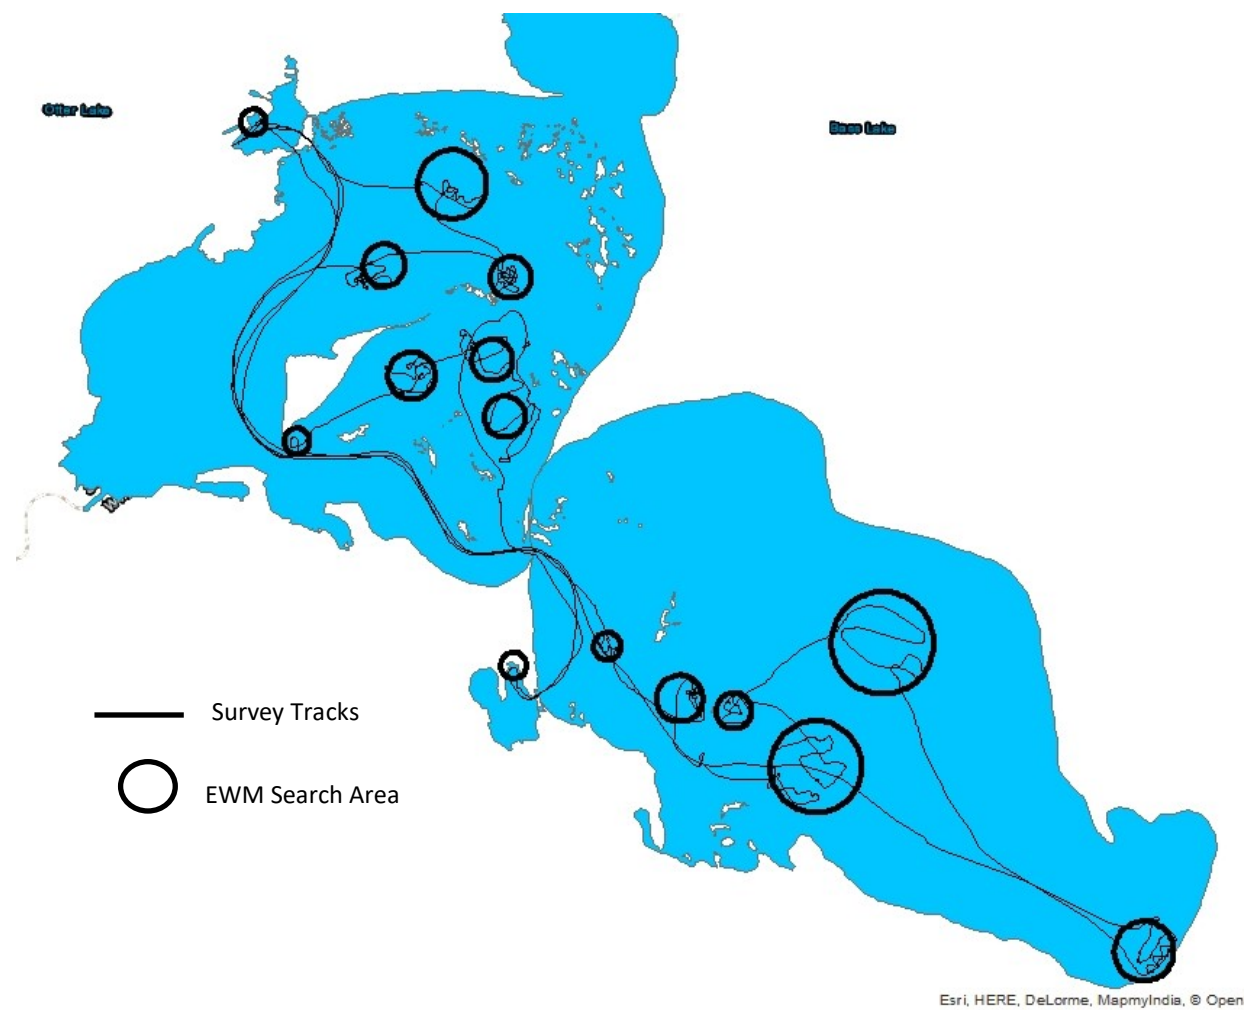 Otter Lake
Bass Lake
Survey Tracks
EWM Search Area
Esri, HERE, DeLorme, MapmyIndia, © Open